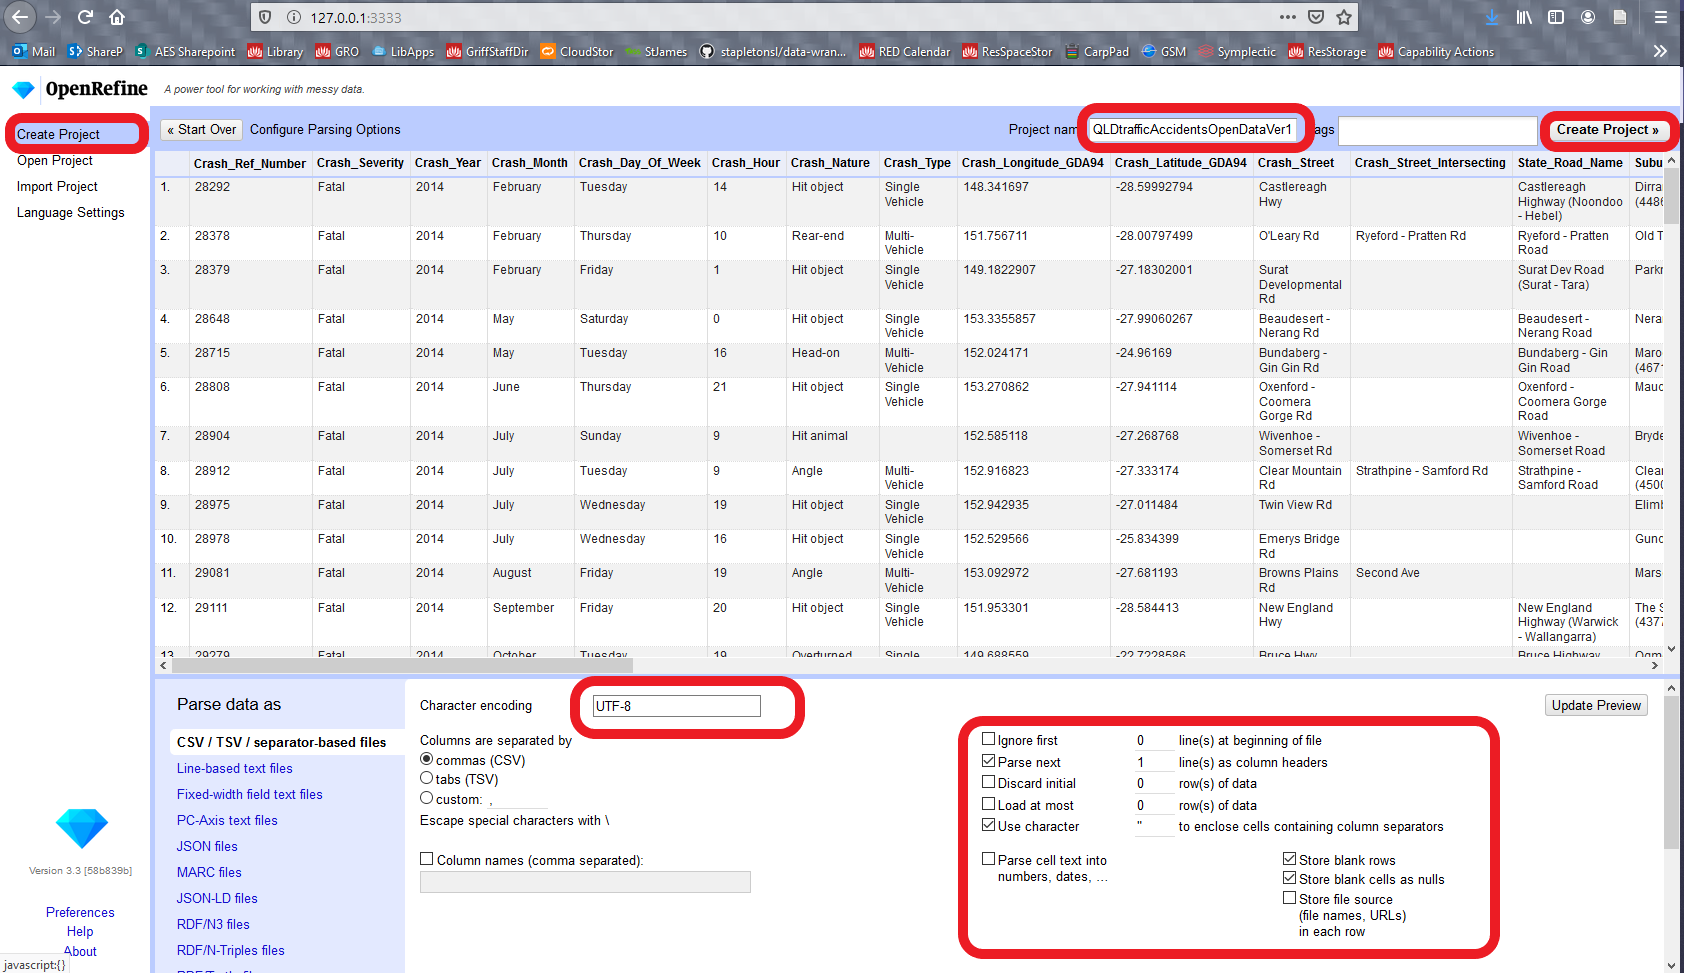 127.0.0.1:3333
Mail ShareP AES Sharepoint Library GRO LibApps GriffStaffDir CloudStor StJames stapletonsl/data-wran... RED Calendar ResSpaceStor CarpPad GSM Symplectic ResStorage Capability Actions
OpenRefine A power tool for working with messy data.
Create Project
Open Project
Import Project
Language Settings
« Start Over Configure Parsing Options Project nam QLDtrafficAccidentsOpenDataVer1 ags Create Project »
Crash_Ref_Number Crash_Severity Crash_Year Crash_Month Crash_Day_Of_Week Crash_Hour Crash_Nature Crash_Type Crash_Longitude_GDA94 Crash_Latitude_GDA94 Crash_Street Crash_Street_Intersecting State_Road_Name Subu
1. 28292 Fatal 2014 February Tuesday 14 Hit object Single Vehicle 148.341697 -28.59992794 Castlereagh Hwy Castlereagh Highway (Noondoo - Hebel) Dirra (4486
2. 28378 Fatal 2014 February Thursday 10 Rear-end Multi-Vehicle 151.756711 -28.00797499 O'Leary Rd Ryeford - Pratten Rd Ryeford - Pratten Road Old T
3. 28379 Fatal 2014 February Friday 1 Hit object Single Vehicle 149.1822907 -27.18302001 Surat Developmental Rd Surat Dev Road (Surat - Tara) Parkn
4. 28648 Fatal 2014 May Saturday 0 Hit object Single Vehicle 153.3355857 -27.99060267 Beaudesert - Nerang Rd Beaudesert - Nerang Road Nera
5. 28715 Fatal 2014 May Tuesday 16 Head-on Multi-Vehicle 152.024171 -24.96169 Bundaberg - Gin Gin Rd Bundaberg - Gin Gin Road Maro (4671
6. 28808 Fatal 2014 June Thursday 21 Hit object Single Vehicle 153.270862 -27.941114 Oxenford - Coomera Gorge Rd Oxenford - Coomera Gorge Road Maud
7. 28904 Fatal 2014 July Sunday 9 Hit animal 152.585118 -27.268768 Wivenhoe - Somerset Rd Wivenhoe - Somerset Road Bryde
8. 28912 Fatal 2014 July Tuesday 9 Angle Multi-Vehicle 152.916823 -27.333174 Clear Mountain Rd Strathpine - Samford Rd Strathpine - Samford Road Clear (4500
9. 28975 Fatal 2014 July Wednesday 19 Hit object Single Vehicle 152.942935 -27.011484 Twin View Rd Elimb
10. 28978 Fatal 2014 July Wednesday 16 Hit object Single Vehicle 152.529566 -25.834399 Emerys Bridge Rd Guno
11. 29081 Fatal 2014 August Friday 19 Angle Multi-Vehicle 153.092972 -27.681193 Browns Plains Rd Second Ave Mars
12. 29111 Fatal 2014 September Friday 20 Hit object Single Vehicle 151.953301 -28.584413 New England Hwy New England Highway (Warwick - Wallangarra) The S (4377
13. 29279 Fatal 2014 October Tuesday 19 Overturned Single 149.688559 -22.7228586 Bruce Hwy Bruce Highway Ogm
Parse data as
CSV / TSV / separator-based files
Line-based text files
Fixed-width field text files
PC-Axis text files
JSON files
MARC files
JSON-LD files
RDF/N3 files
RDF/N-Triples files
Character encoding UTF-8 Update Preview
Columns are separated by
commas (CSV)
tabs (TSV)
custom: ,
Escape special characters with \
Column names (comma separated):
Ignore first 0 line(s) at beginning of file
Parse next 1 line(s) as column headers
Discard initial 0 row(s) of data
Load at most 0 row(s) of data
Use character " to enclose cells containing column separators
Parse cell text into
numbers, dates, ...
Store blank rows
Store blank cells as nulls
Store file source
(file names, URLs)
in each row
Version 3.3 [58b839b]
Preferences
Help
About
javascript:{}